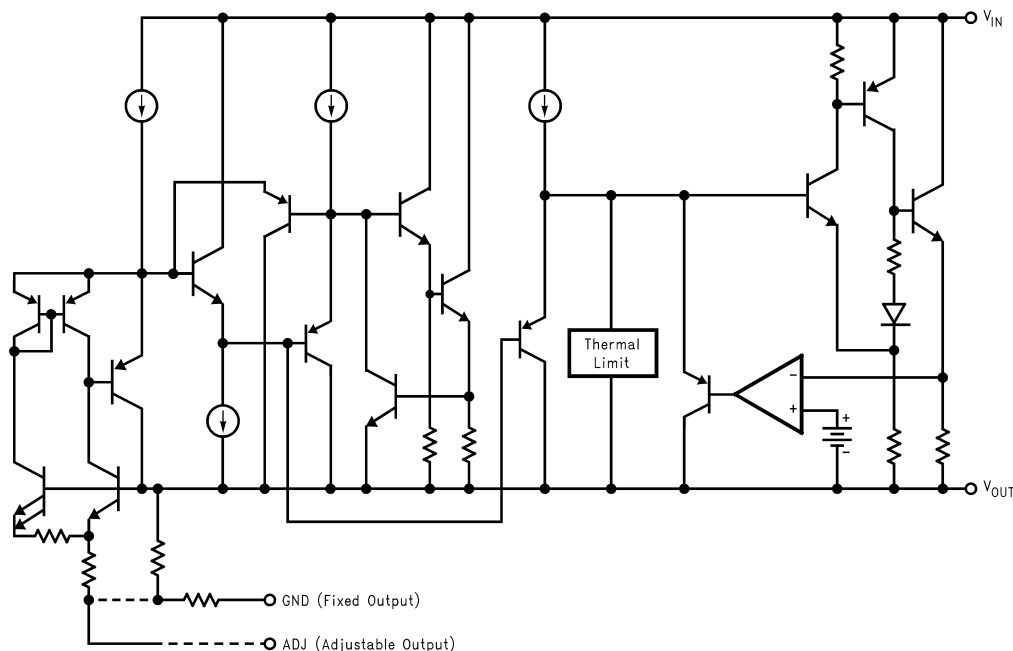 VIN
Thermal
Limit
−
+
+
−
VOUT
GND (Fixed Output)
ADJ (Adjustable Output)